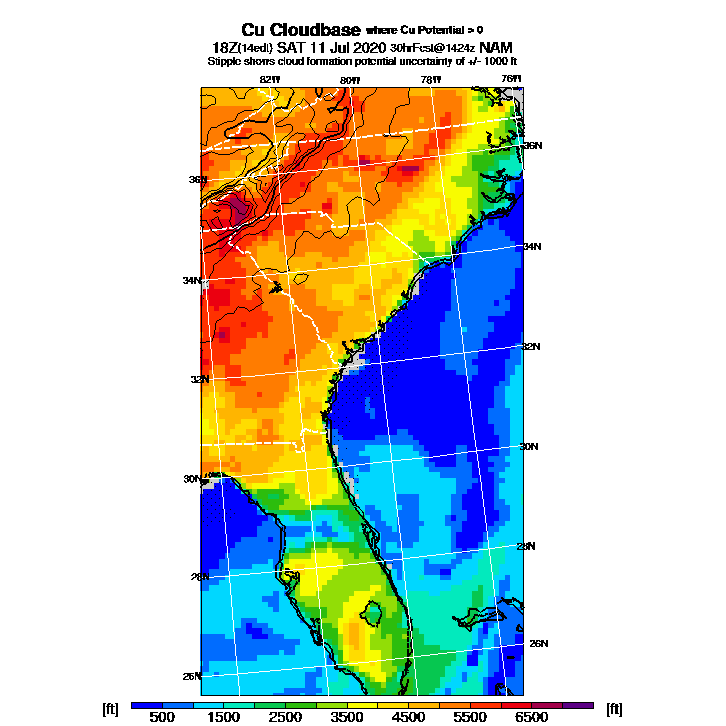 Cu Cloudbase where Cu Potential > 0
18Z(14edt) SAT 11 Jul 2020 30hrFcst@1424z NAM
Stipple shows cloud formation potential uncertainty of +/- 1000 ft
82W 80W 78W 76W
36N
36N
34N
34N
32N
32N
30N
30N
28N
28N
26N
26N
[ft] 500 1500 2500 3500 4500 5500 6500 [ft]